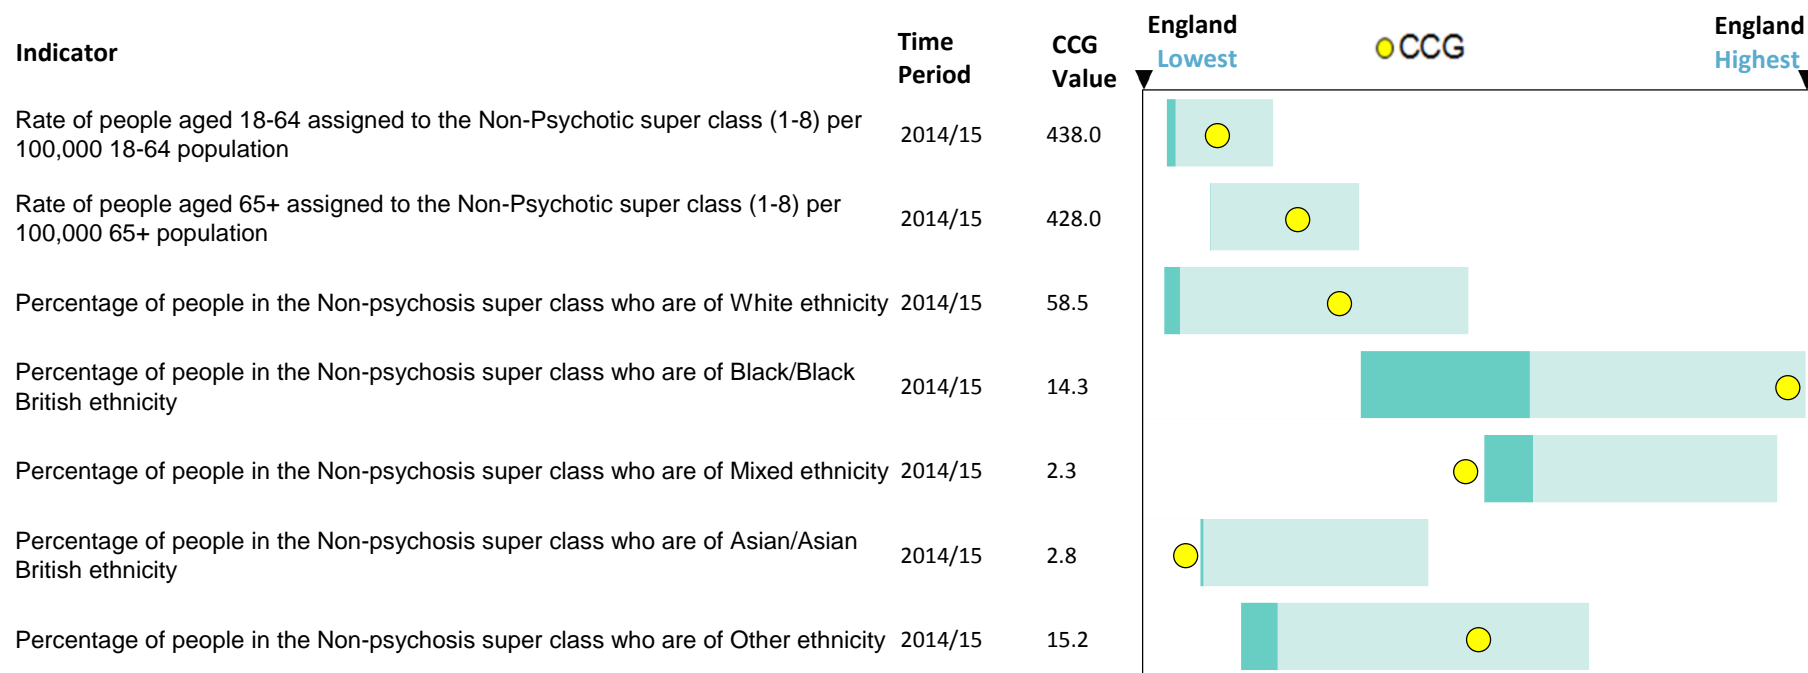 Indicator
Time Period
CCG Value
England Lowest
CCG
England Highest
Rate of people aged 18-64 assigned to the Non-Psychotic super class (1-8) per
100,000 18-64 population
2014/15
438.0
Rate of people aged 65+ assigned to the Non-Psychotic super class (1-8) per
100,000 65+ population
2014/15
428.0
Percentage of people in the Non-psychosis super class who are of White ethnicity 2014/15 58.5
Percentage of people in the Non-psychosis super class who are of Black/Black
British ethnicity
2014/15
14.3
Percentage of people in the Non-psychosis super class who are of Mixed ethnicity 2014/15 2.3
Percentage of people in the Non-psychosis super class who are of Asian/Asian
British ethnicity
2014/15
2.8
Percentage of people in the Non-psychosis super class who are of Other ethnicity 2014/15 15.2